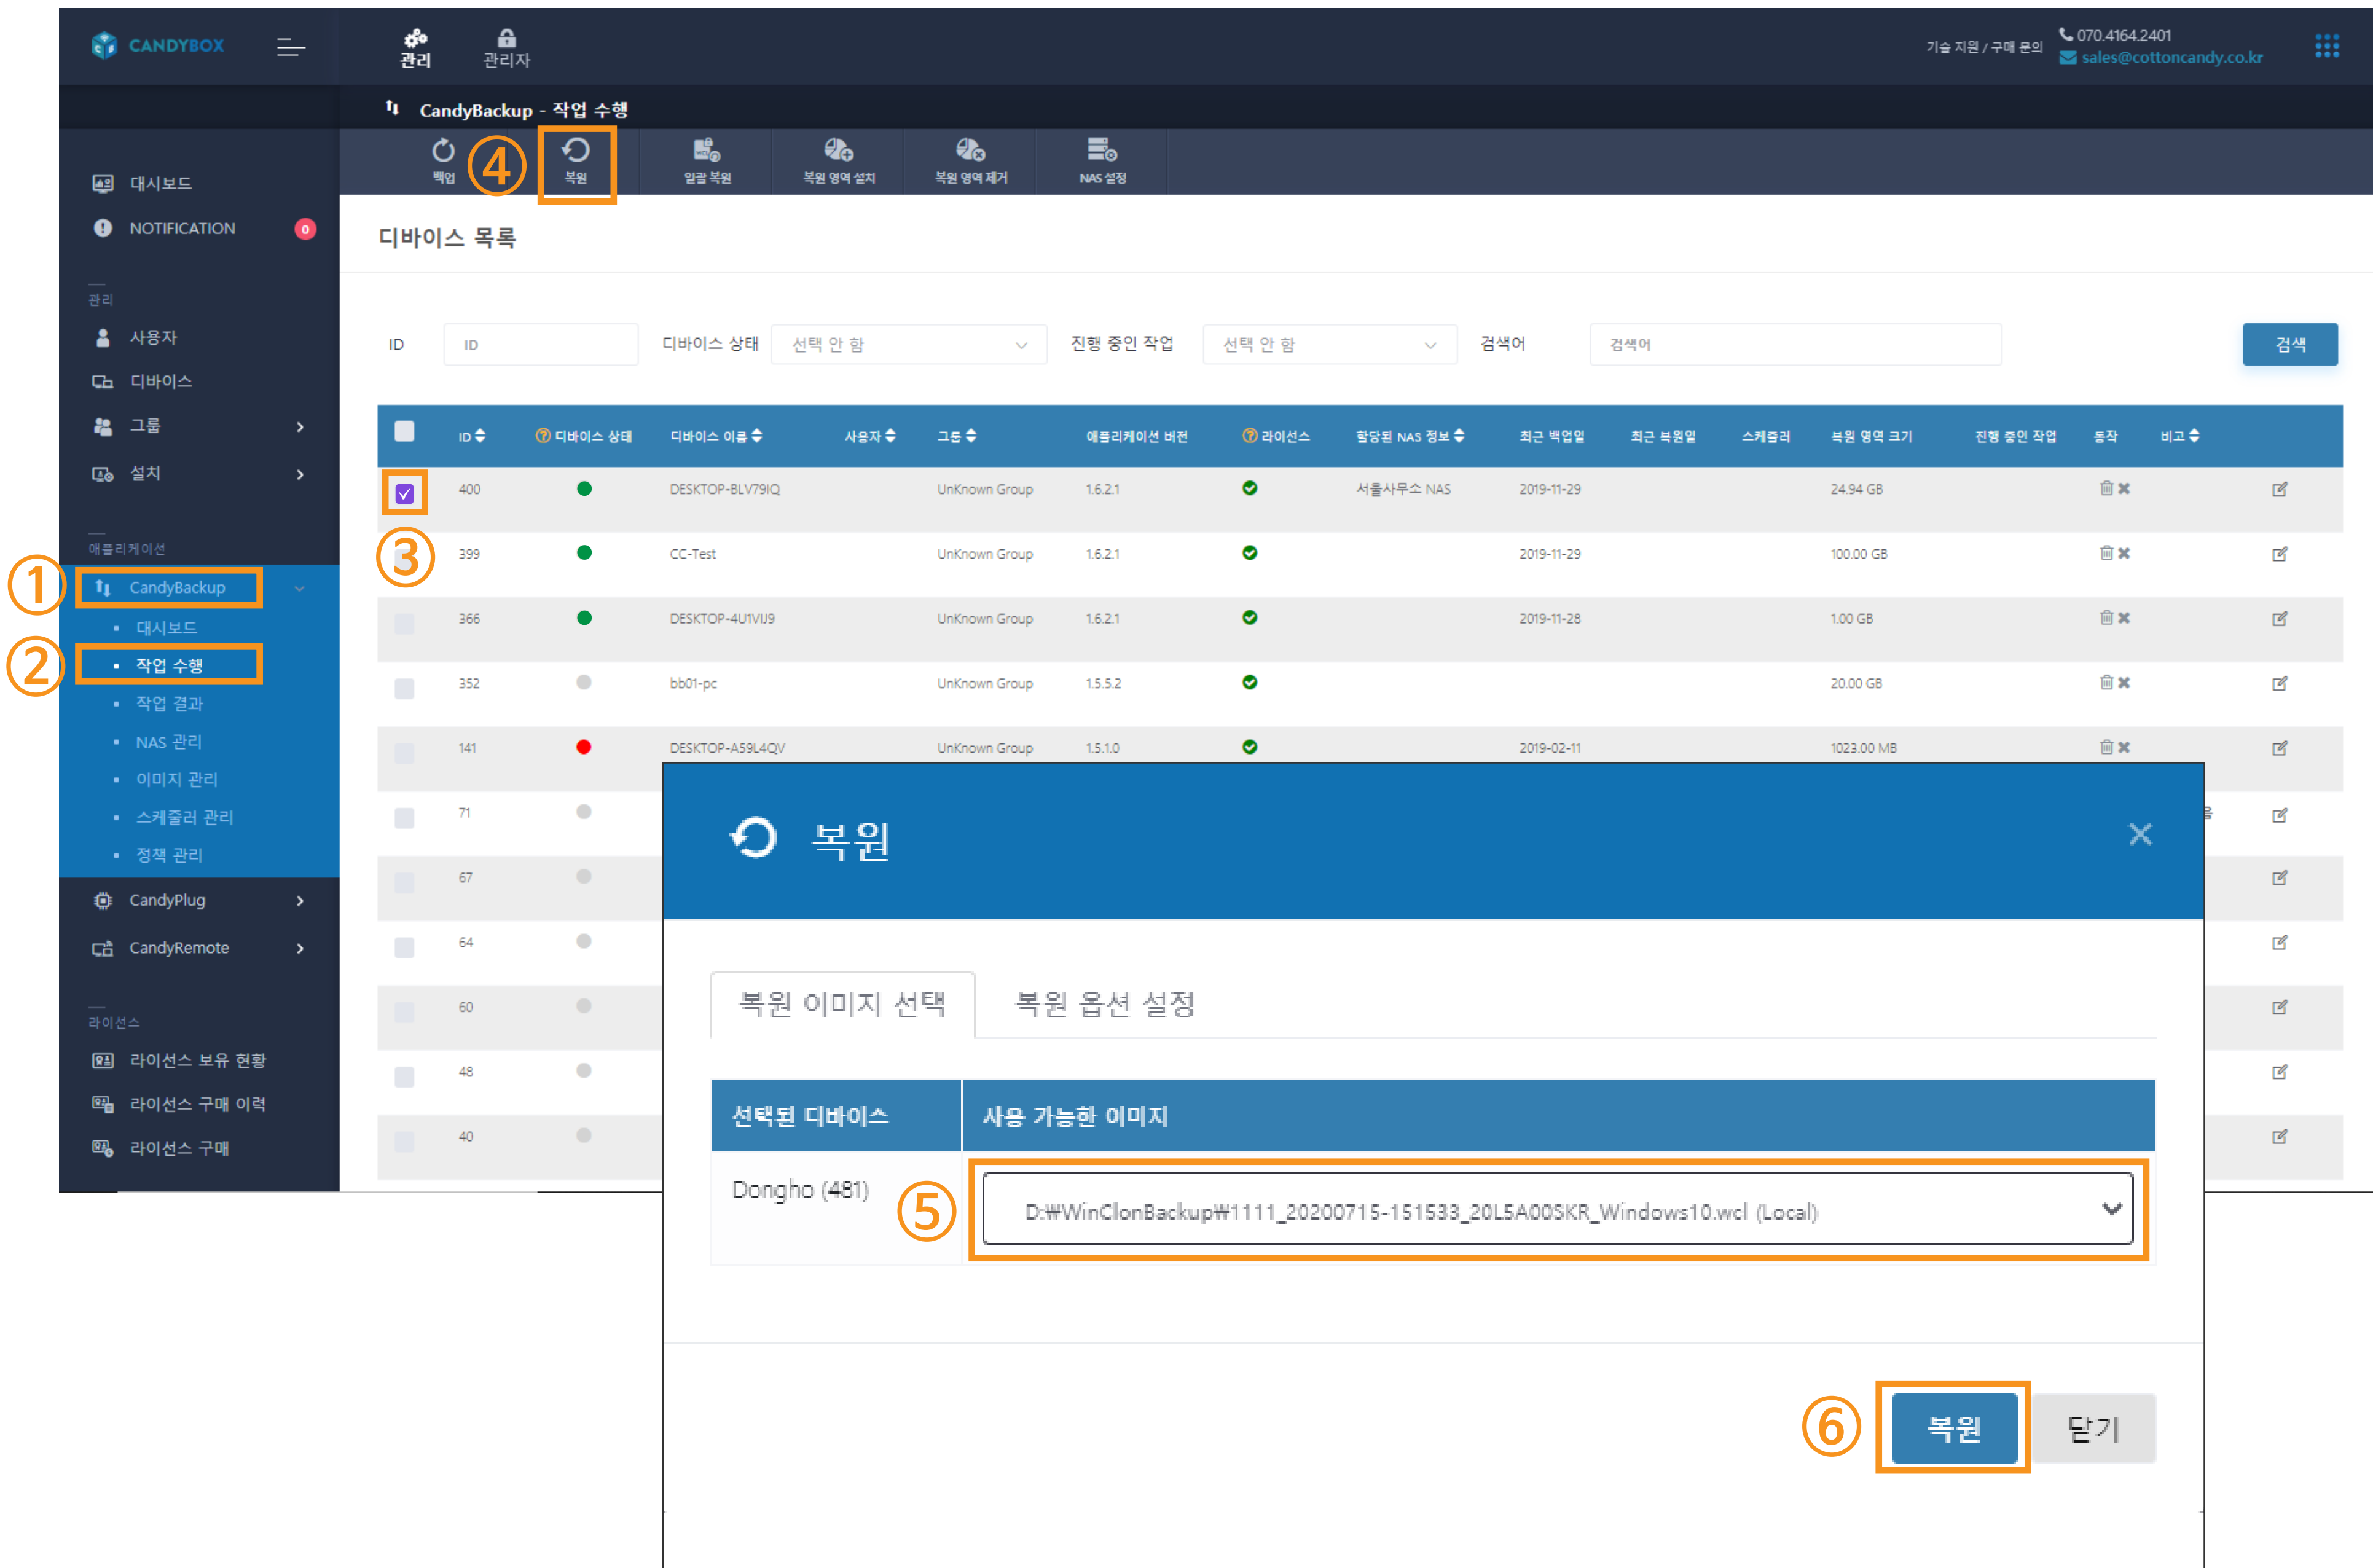 CANDYBOX
관리
관리자
기술 지원 / 구매 문의
070.4164.2401
sales@cottoncandy.co.kr
CandyBackup - 작업 수행
백업
④
복원
일괄 복원
복원 영역 설치
복원 영역 제거
NAS 설정
대시보드
NOTIFICATION 0
관리
사용자
디바이스
그룹
설치
애플리케이션
① CandyBackup
대시보드
② 작업 수행
작업 결과
NAS 관리
이미지 관리
스케줄러 관리
정책 관리
CandyPlug
CandyRemote
라이선스
라이선스 보유 현황
라이선스 구매 이력
라이선스 구매
디바이스 목록
ID ID 디바이스 상태 선택 안 함 진행 중인 작업 선택 안 함 검색어 검색어 검색
ID 디바이스 상태 디바이스 이름 사용자 그룹 애플리케이션 버전 라이선스 할당된 NAS 정보 최근 백업일 최근 복원일 스케줄러 복원 영역 크기 진행 중인 작업 동작 비고
400 DESKTOP-BLV79IQ UnKnown Group 1.6.2.1 서울사무소 NAS 2019-11-29 24.94 GB
③
399 CC-Test UnKnown Group 1.6.2.1 2019-11-29 100.00 GB
366 DESKTOP-4U1VIJ9 UnKnown Group 1.6.2.1 2019-11-28 1.00 GB
352 bb01-pc UnKnown Group 1.5.5.2 20.00 GB
141 DESKTOP-A59L4QV UnKnown Group 1.5.1.0 2019-02-11 1023.00 MB
71
67
64
60
48
40
복원
복원 이미지 선택 복원 옵션 설정
선택된 디바이스 사용 가능한 이미지
Dongho (481)
⑤ D:₩WinClonBackup₩1111_20200715-151533_20L5A00SKR_Windows10.wcl (Local)
⑥ 복원 닫기